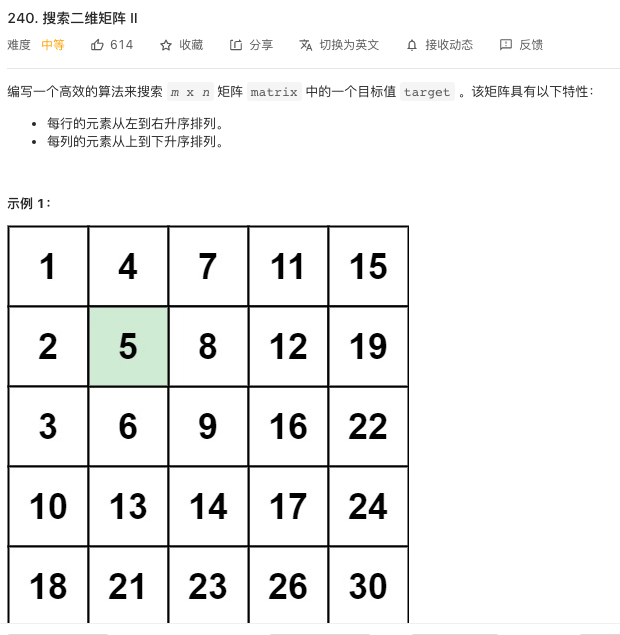 240. 搜索二维矩阵 II
难度 中等 614 收藏 分享 切换为英文 接收动态 反馈
编写一个高效的算法来搜索 m x n 矩阵 matrix 中的一个目标值 target 。该矩阵具有以下特性：
• 每行的元素从左到右升序排列。
• 每列的元素从上到下升序排列。
示例 1：
1 4 7 11 15
2 5 8 12 19
3 6 9 16 22
10 13 14 17 24
18 21 23 26 30